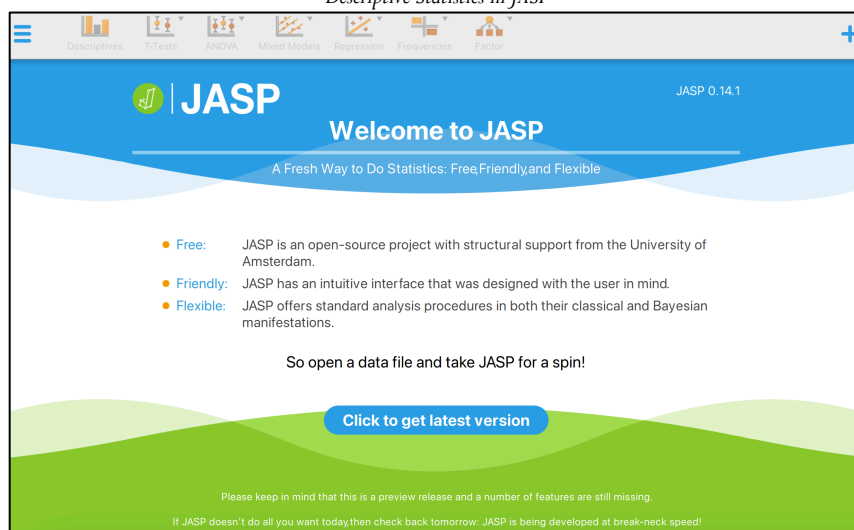 Descriptive Statistics in JASP
Descriptives T-Tests ANOVA Mixed Models Regression Frequencies Factor
JASP
JASP 0.14.1
Welcome to JASP
A Fresh Way to Do Statistics: Free,Friendly,and Flexible
Free: JASP is an open-source project with structural support from the University of
Amsterdam.
Friendly: JASP has an intuitive interface that was designed with the user in mind.
Flexible: JASP offers standard analysis procedures in both their classical and Bayesian
manifestations.
So open a data file and take JASP for a spin!
Click to get latest version
Please keep in mind that this is a preview release and a number of features are still missing.
If JASP doesn't do all you want today,then check back tomorrow: JASP is being developed at break-neck speed!